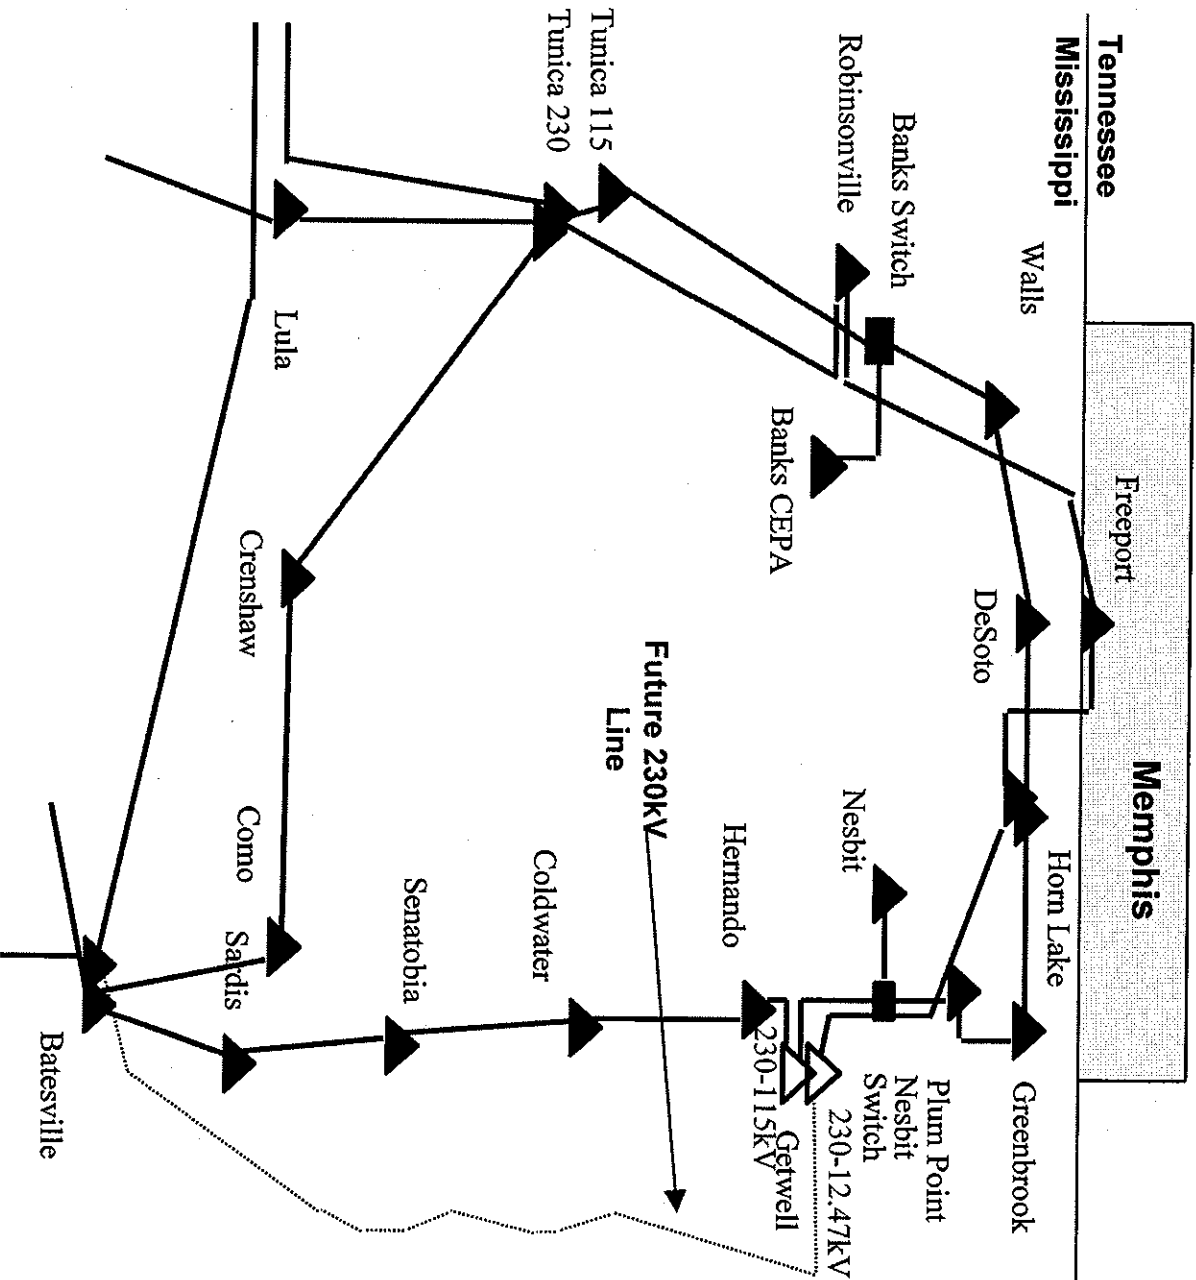 Tennessee
Mississippi
Memphis
Freeport
Walls
Horn Lake
Greenbrook
DeSoto
Banks Switch
Robinsonville
Banks CEPA
Nesbit
Plum Point
Nesbit
Switch
230-12.47kV
Getwell
230-115kV
Hernando
Tunica 115
Tunica 230
Future 230kV
Line
Coldwater
Senatobia
Lula
Crenshaw
Como
Sardis
Batesville